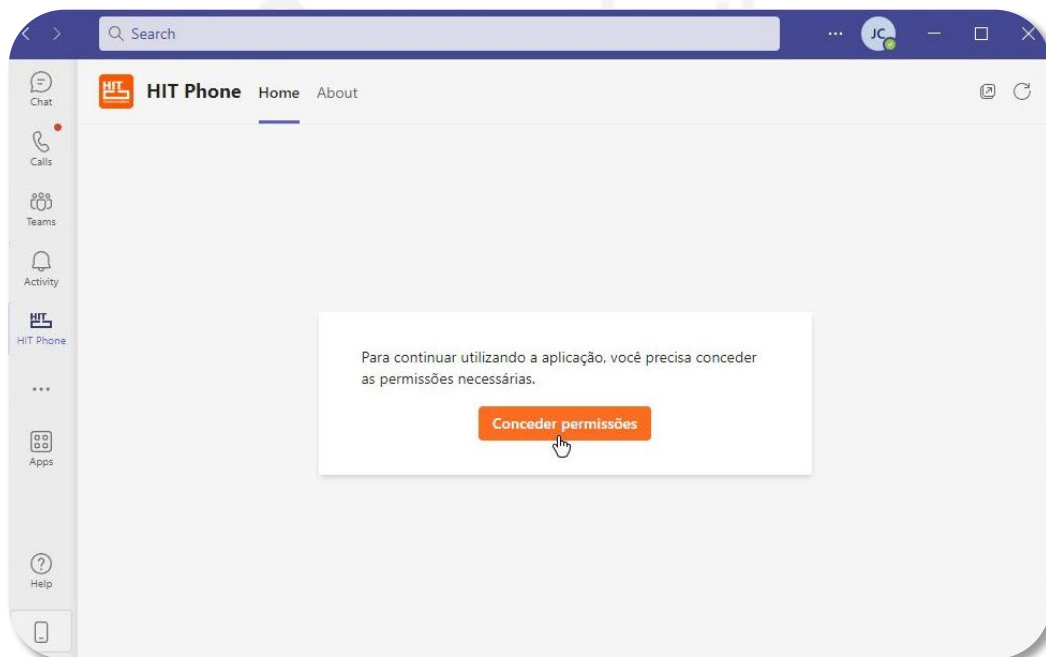 Search
JC
HIT
HIT Phone
Home
About
Chat
Calls
Teams
Activity
HIT
HIT Phone
Apps
Help
Para continuar utilizando a aplicação, você precisa conceder
as permissões necessárias.
Conceder permissões